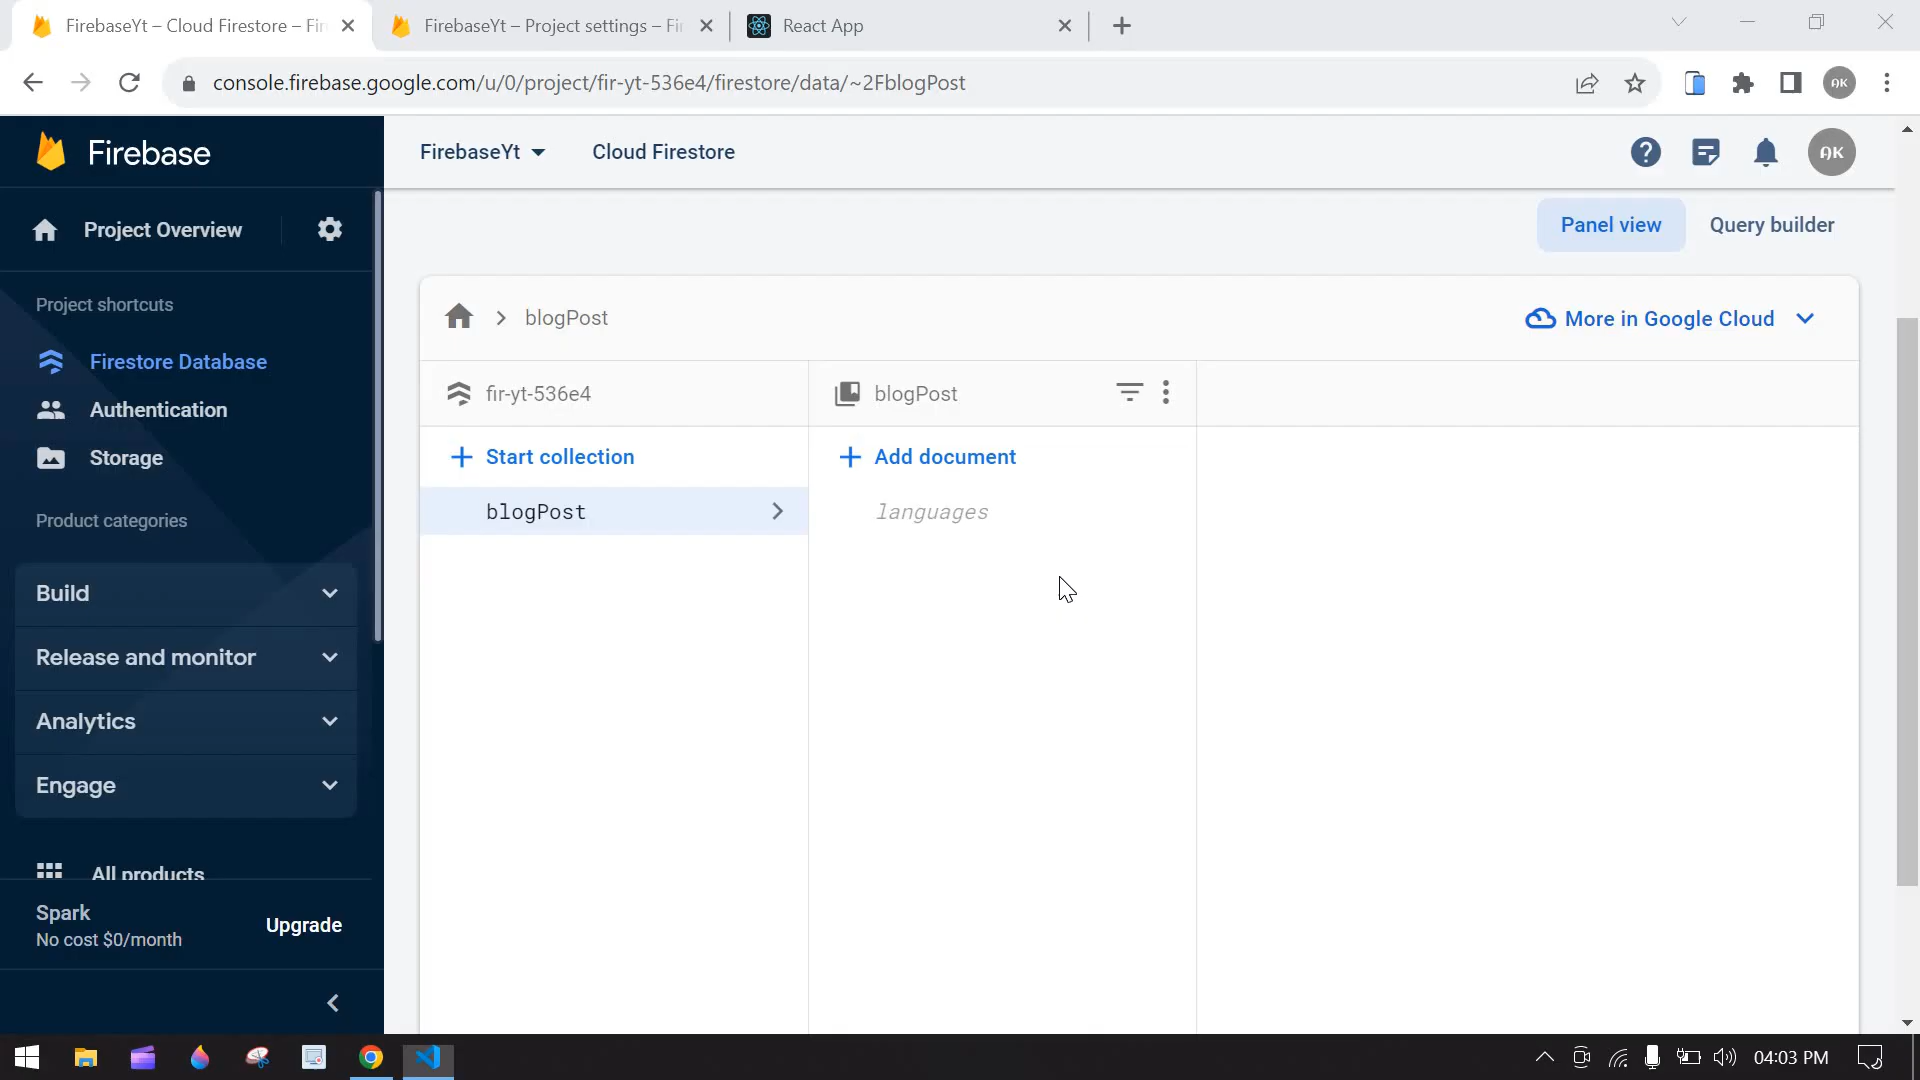 FirebaseYt – Cloud Firestore – Fir
FirebaseYt – Project settings – Fi
React App
console.firebase.google.com/u/0/project/fir-yt-536e4/firestore/data/~2FblogPost
AK
Firebase
FirebaseYt
Cloud Firestore
AK
Project Overview
Panel view
Query builder
Project shortcuts
blogPost
More in Google Cloud
Firestore Database
Authentication
Storage
fir-yt-536e4
blogPost
Start collection
Add document
blogPost
languages
Product categories
Build
Release and monitor
Analytics
Engage
All products
Spark
No cost $0/month
Upgrade
04:03 PM